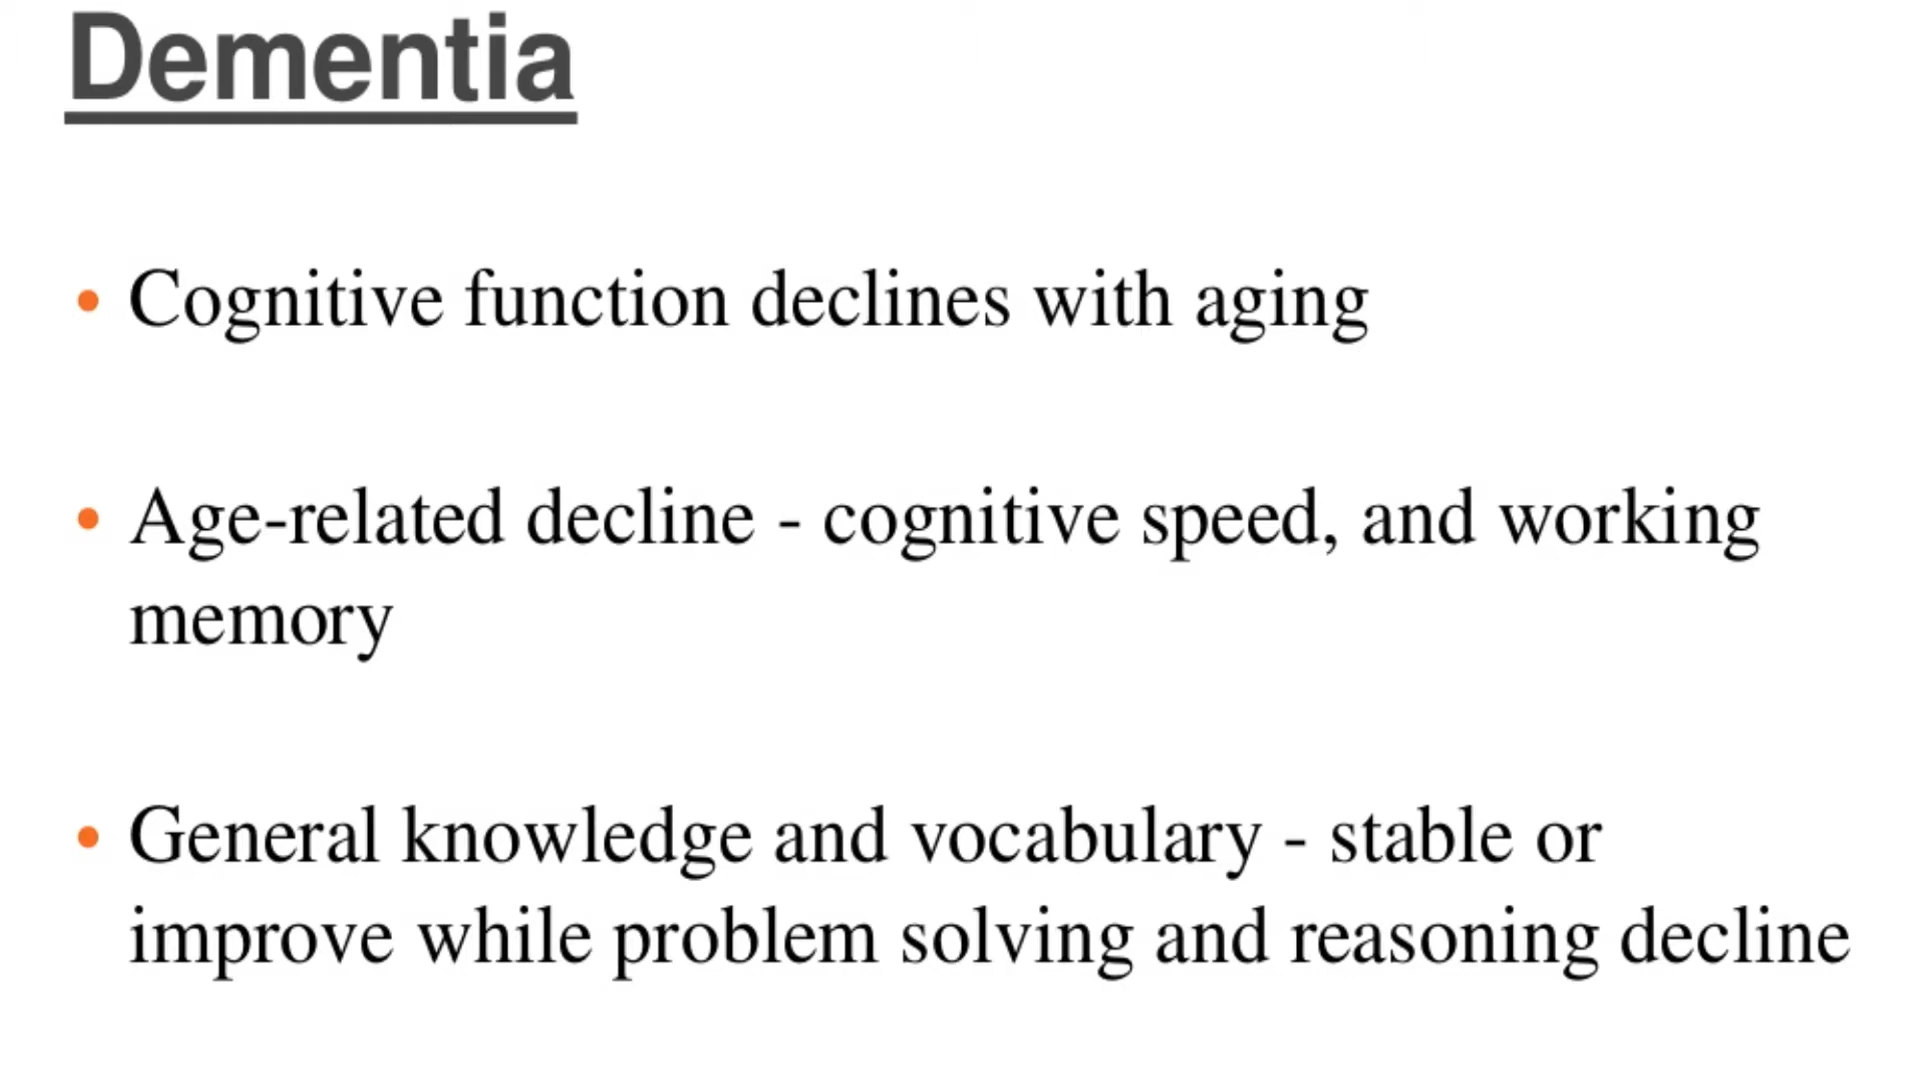 Dementia
• Cognitive function declines with aging
• Age-related decline - cognitive speed, and working
memory
• General knowledge and vocabulary - stable or
improve while problem solving and reasoning decline